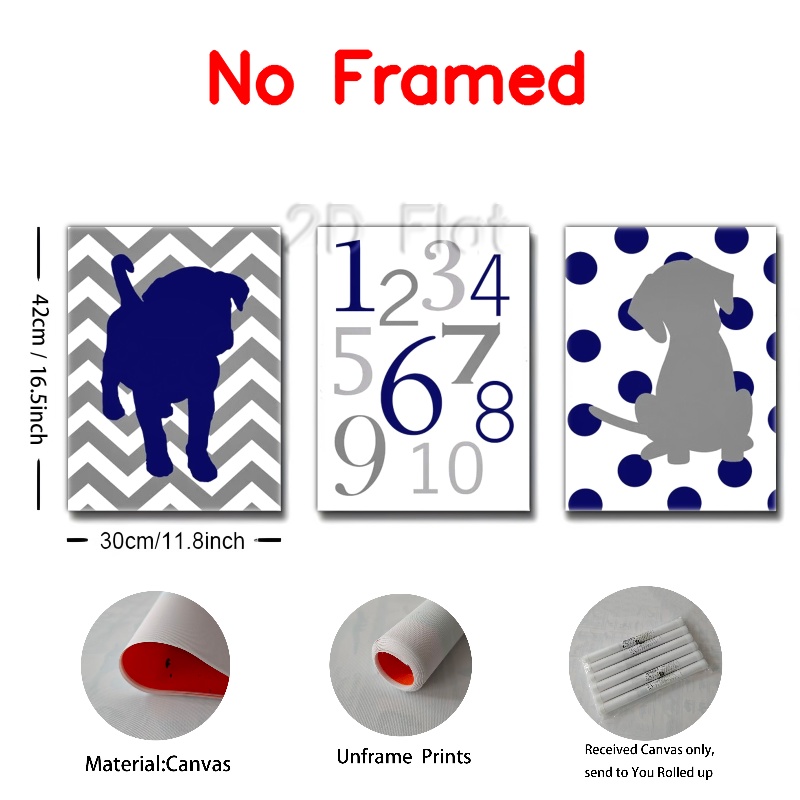 No Framed
2D Flat
42cm / 16.5inch
1 2 3 4
5 6 7 8
9 10
30cm/11.8inch
Material:Canvas
Unframe Prints
Received Canvas only,
send to You Rolled up